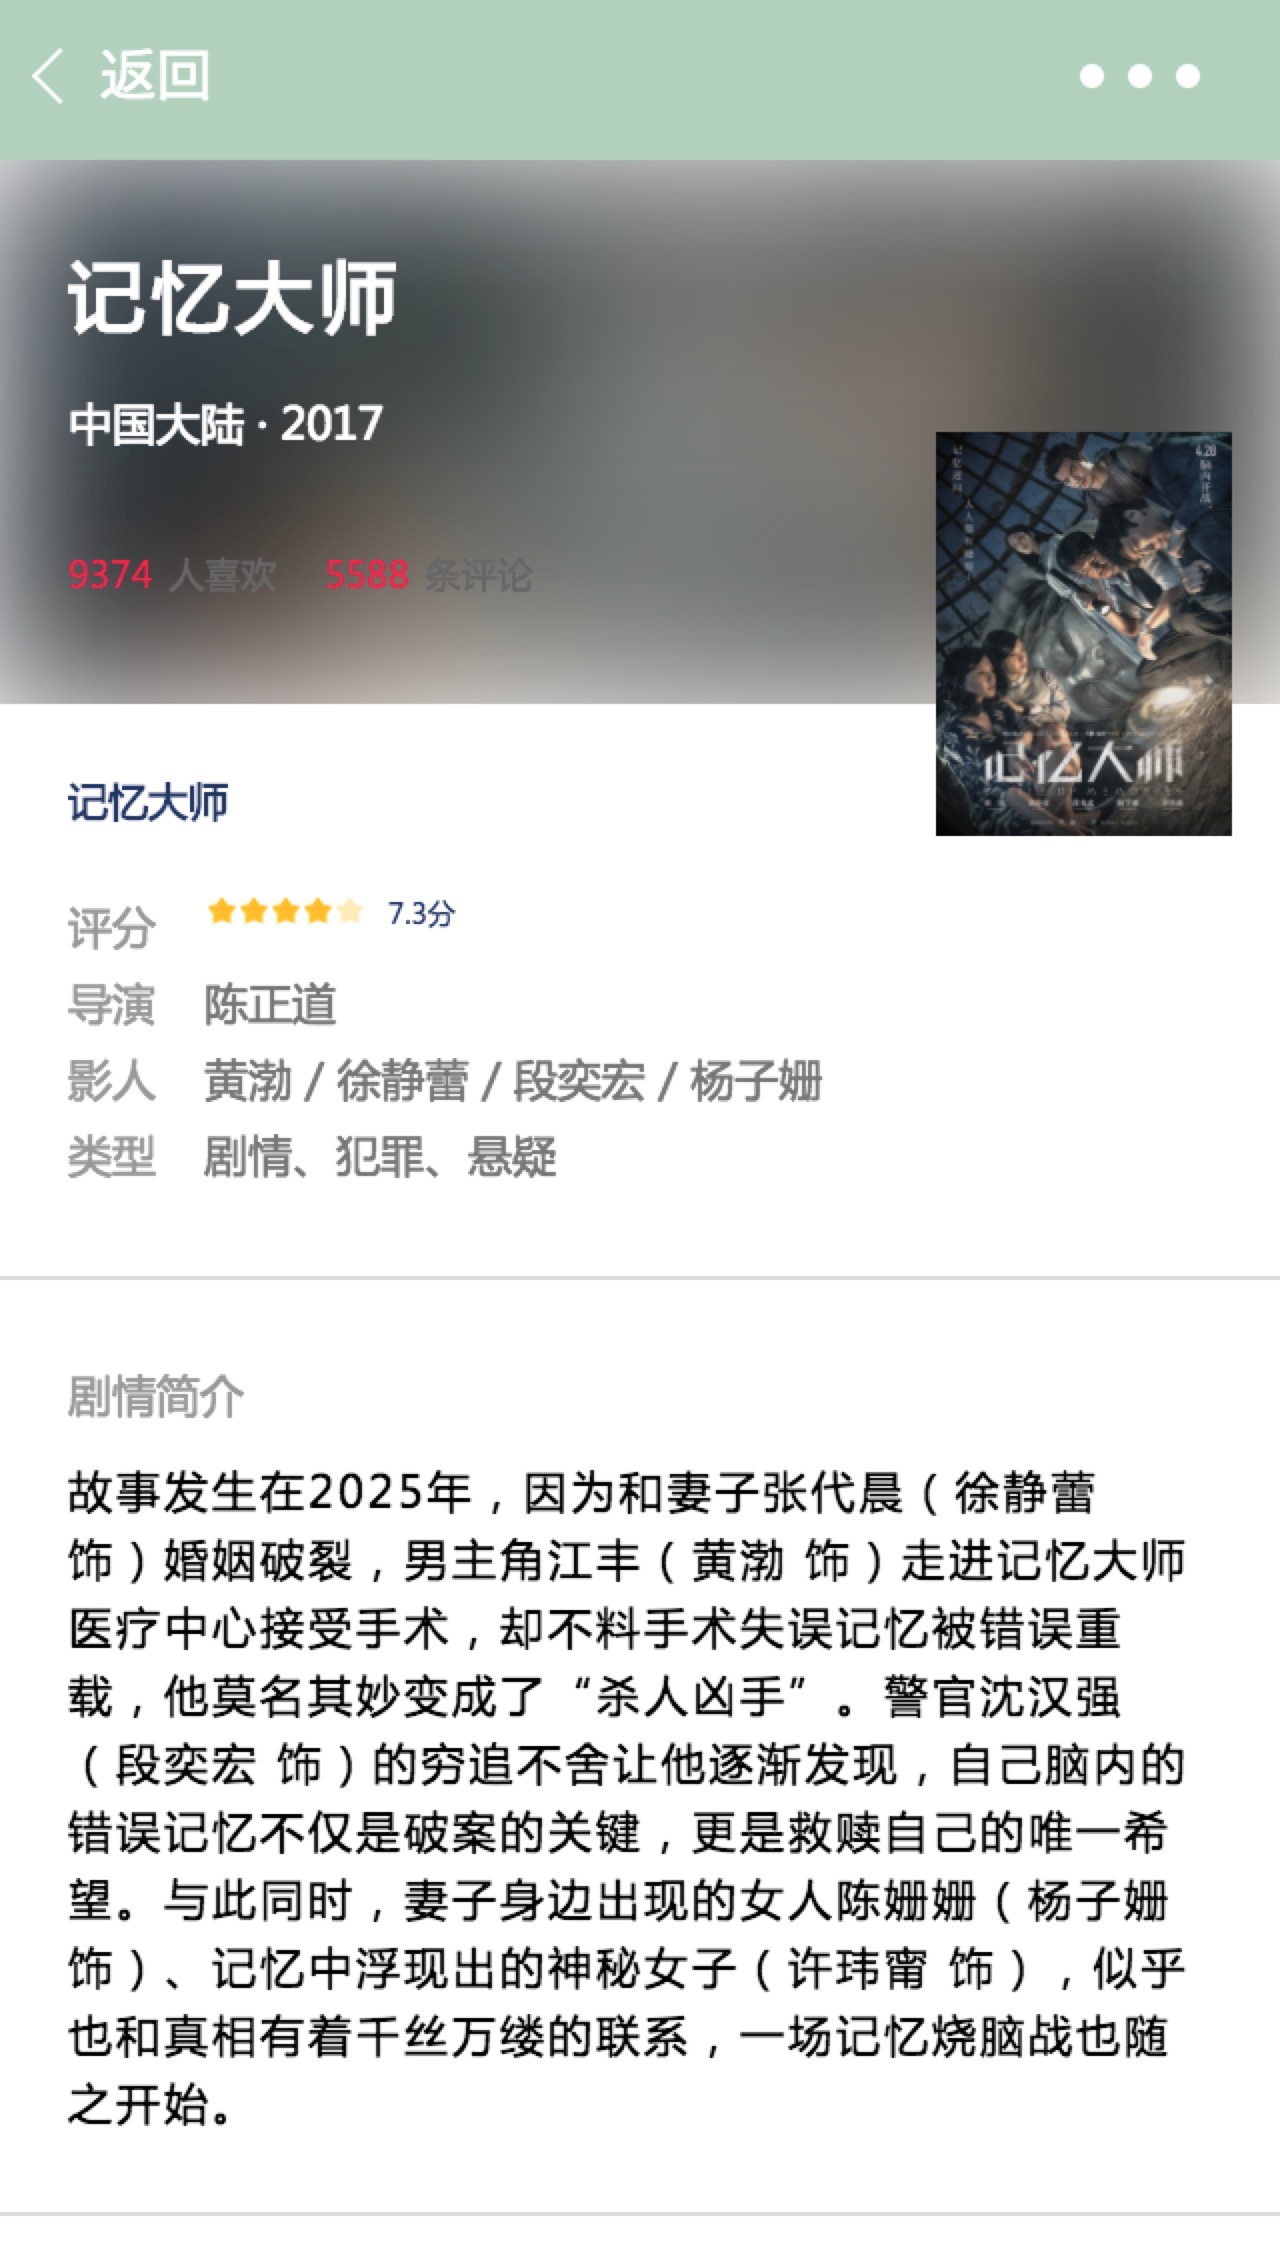 返回
记忆大师
中国大陆 · 2017
9374 人喜欢 5588 条评论
4.28
记忆大师
记忆大师
评分 7.3分
导演 陈正道
影人 黄渤 / 徐静蕾 / 段奕宏 / 杨子姗
类型 剧情、犯罪、悬疑
剧情简介
故事发生在2025年，因为和妻子张代晨（徐静蕾
饰）婚姻破裂，男主角江丰（黄渤 饰）走进记忆大师
医疗中心接受手术，却不料手术失误记忆被错误重
载，他莫名其妙变成了“杀人凶手”。警官沈汉强
（段奕宏 饰）的穷追不舍让他逐渐发现，自己脑内的
错误记忆不仅是破案的关键，更是救赎自己的唯一希
望。与此同时，妻子身边出现的女人陈姗姗（杨子姗
饰）、记忆中浮现出的神秘女子（许玮甯 饰），似乎
也和真相有着千丝万缕的联系，一场记忆烧脑战也随
之开始。